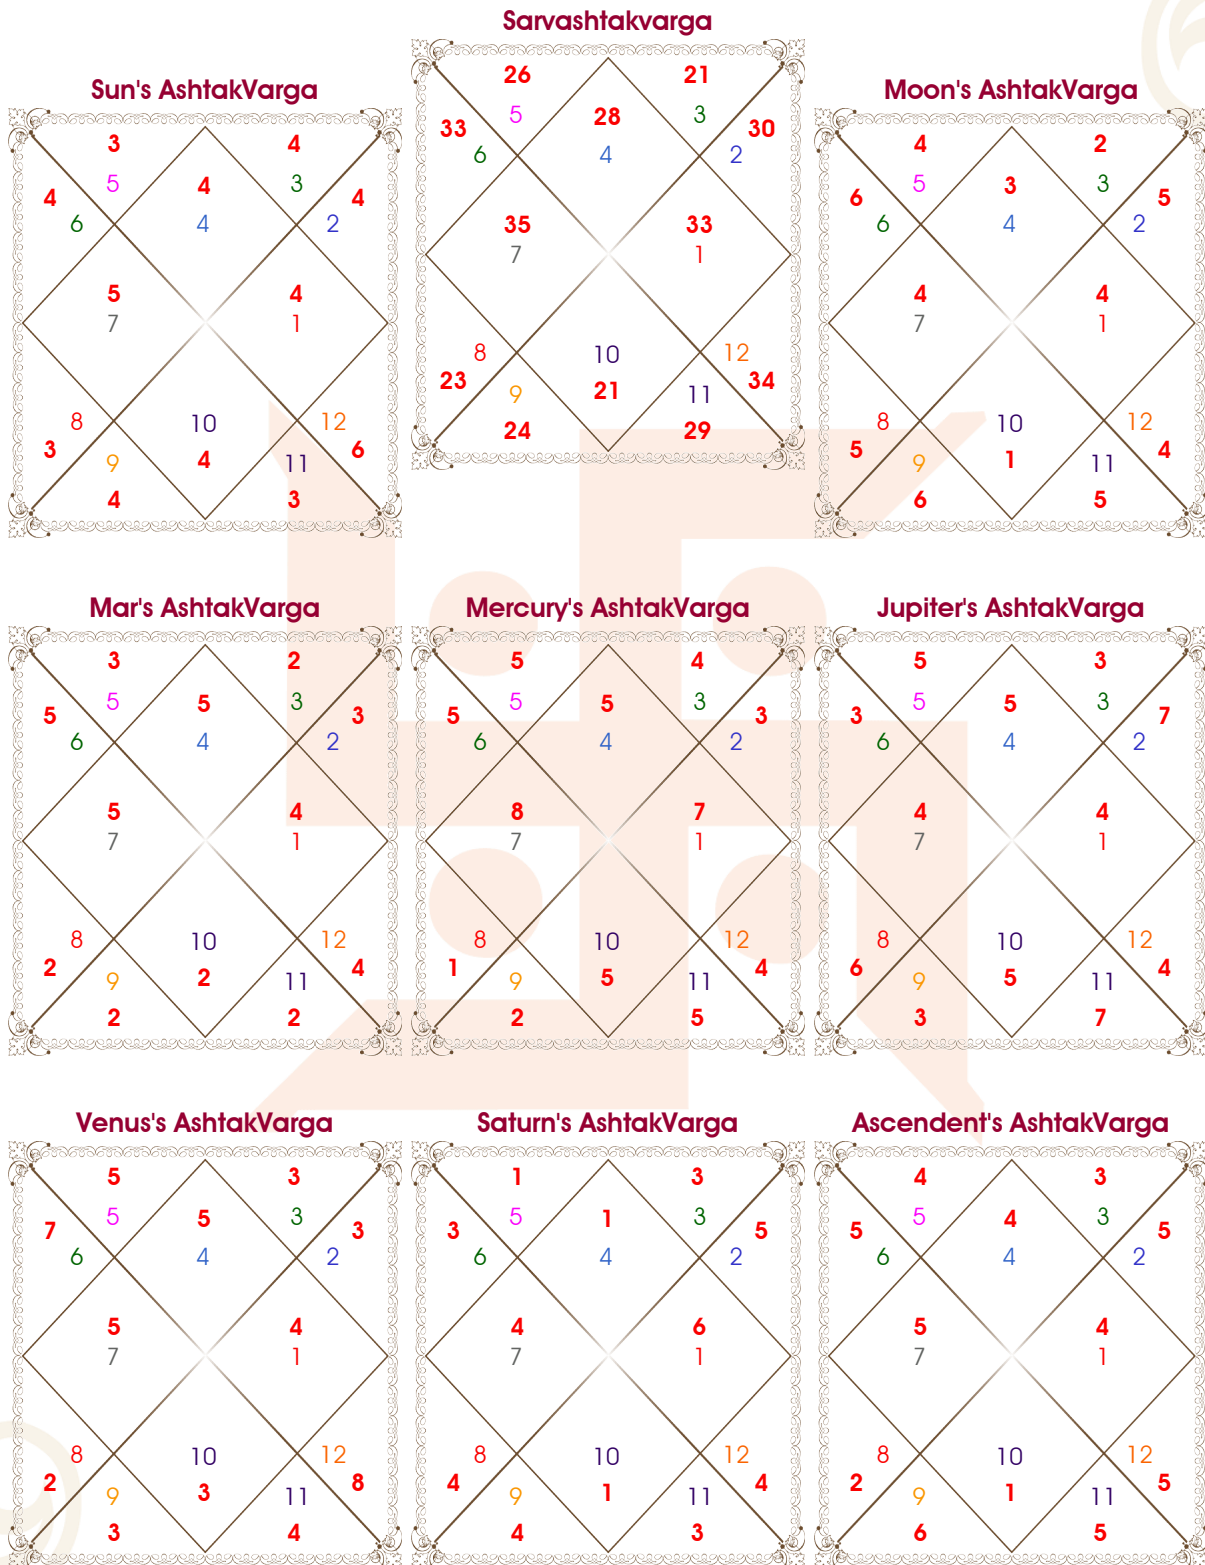 Sarvashtakvarga
26 21
5 28 3
33 30
6 4 2
35 33
7 1
8 10 12
23 21 34
9 11
24 29
Sun's AshtakVarga
3 4
5 4 3
4 4
6 4 2
5 4
7 1
8 10 12
3 4 6
9 11
4 3
Moon's AshtakVarga
4 2
5 3 3
6 5
6 4 2
4 4
7 1
8 10 12
5 1 4
9 11
6 5
Mar's AshtakVarga
3 2
5 5 3
5 3
6 4 2
5 4
7 1
8 10 12
2 2 4
9 11
2 2
Mercury's AshtakVarga
5 4
5 5 3
5 3
6 4 2
8 7
7 1
8 10 12
1 5 4
9 11
2 5
Jupiter's AshtakVarga
5 3
5 5 3
3 7
6 4 2
4 4
7 1
8 10 12
6 5 4
9 11
3 7
Venus's AshtakVarga
5 3
5 5 3
7 3
6 4 2
5 4
7 1
8 10 12
2 3 8
9 11
3 4
Saturn's AshtakVarga
1 3
5 1 3
3 5
6 4 2
4 6
7 1
8 10 12
4 1 4
9 11
4 3
Ascendent's AshtakVarga
4 3
5 4 3
5 5
6 4 2
5 4
7 1
8 10 12
2 1 5
9 11
6 5